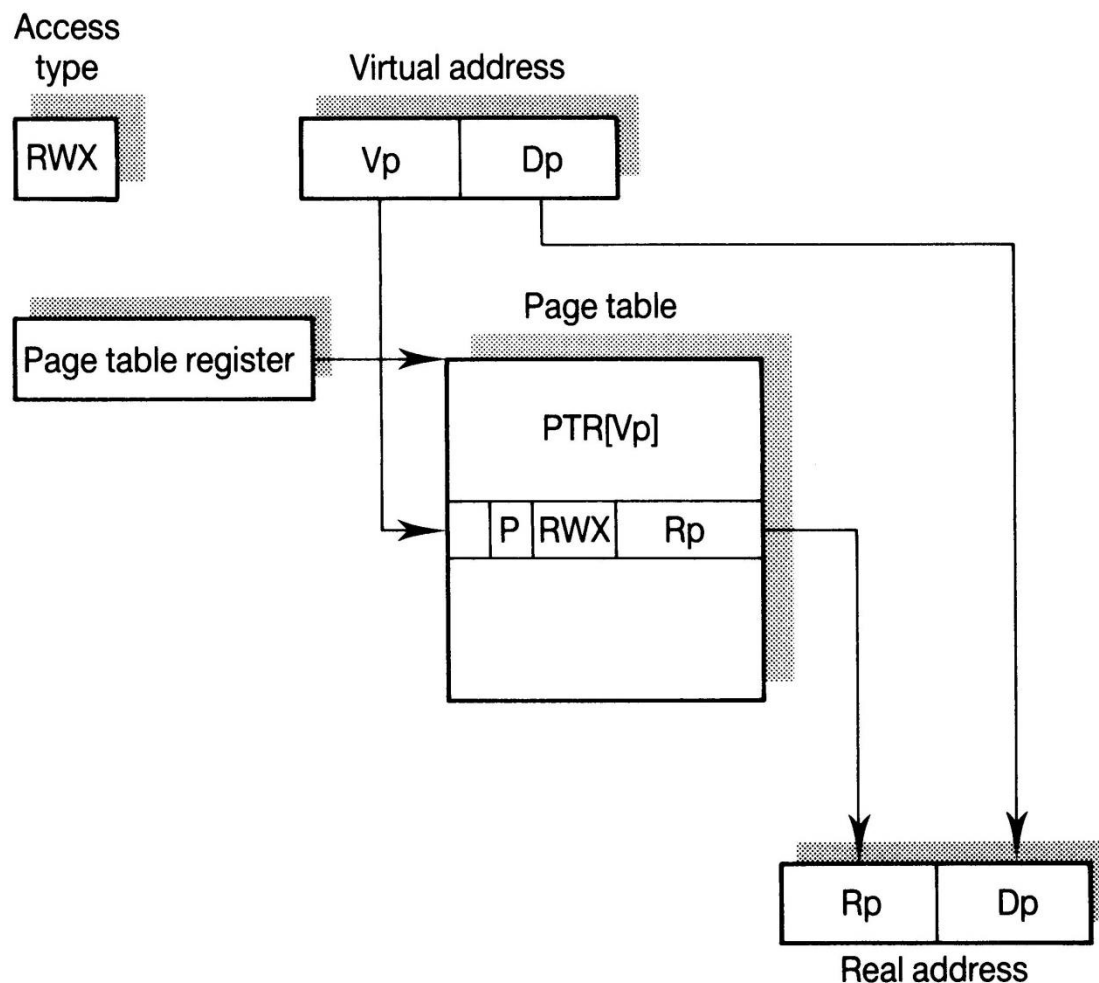 Access
type
Virtual address
RWX
Vp
Dp
Page table
Page table register
PTR[Vp]
P
RWX
Rp
Rp
Dp
Real address